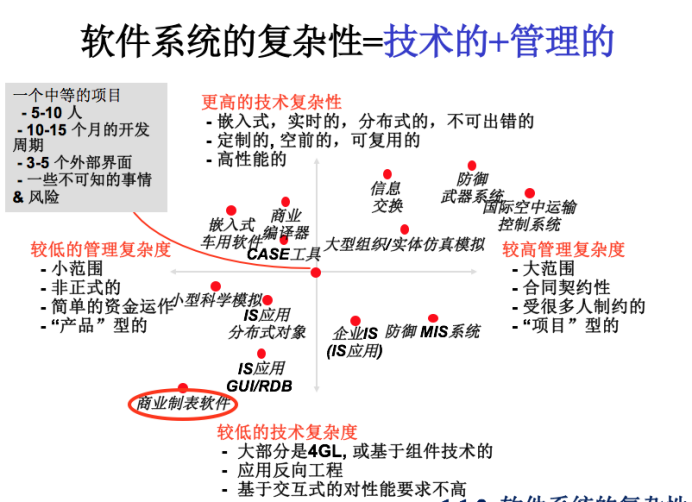 软件系统的复杂性=技术的+管理的
一个中等的项目
- 5-10 人
- 10-15 个月的开发
周期
- 3-5 个外部界面
- 一些不可知的事情
& 风险
更高的技术复杂性
- 嵌入式，实时的，分布式的，不可出错的
- 定制的, 空前的，可复用的
- 高性能的
信息
交换
防御
武器系统
国际空中运输
控制系统
嵌入式
车用软件
商业
编译器
CASE工具
大型组织/实体仿真模拟
较低的管理复杂度
- 小范围
- 非正式的
- 简单的资金运作
- “产品”型的
较高管理复杂度
- 大范围
- 合同契约性
- 受很多人制约的
- “项目”型的
小型科学模拟
IS应用
分布式对象
企业IS
(IS应用)
防御 MIS系统
IS应用
GUI/RDB
商业制表软件
较低的技术复杂度
- 大部分是4GL, 或基于组件技术的
- 应用反向工程
- 基于交互式的对性能要求不高
软件系统的复杂性